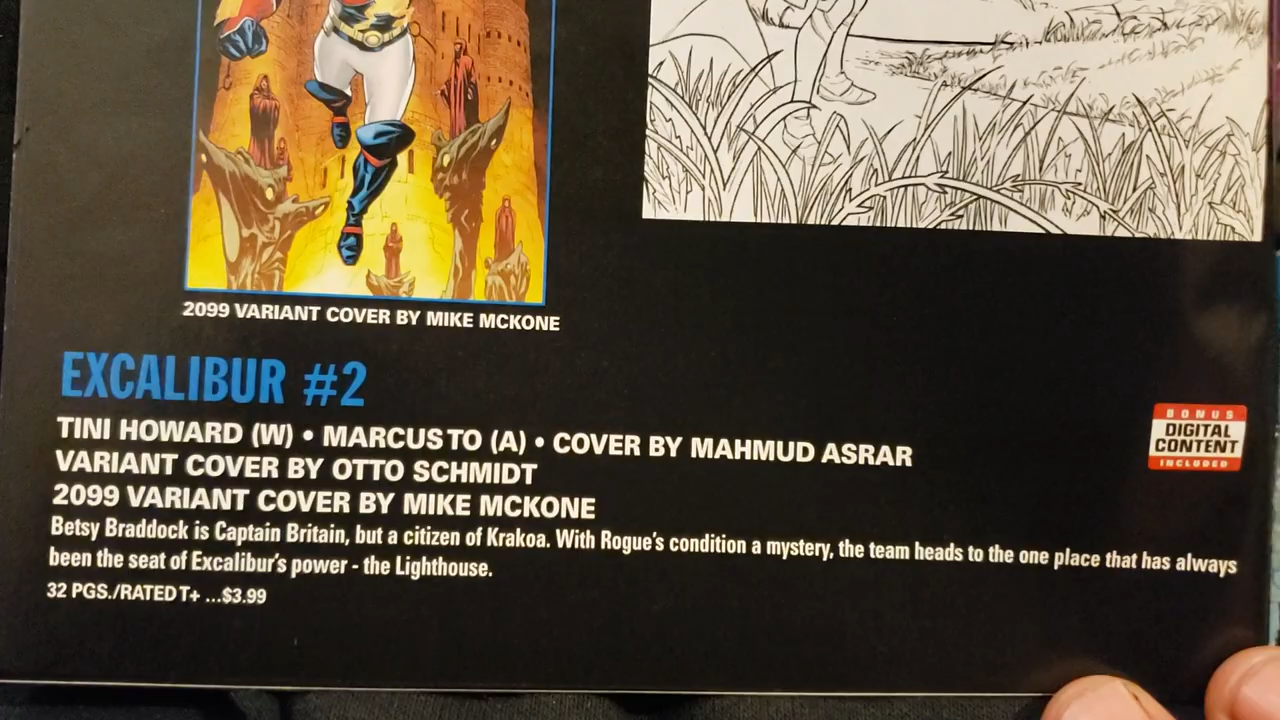 2099 VARIANT COVER BY MIKE MCKONE
EXCALIBUR #2
TINI HOWARD (W) • MARCUS TO (A) • COVER BY MAHMUD ASRAR
VARIANT COVER BY OTTO SCHMIDT
2099 VARIANT COVER BY MIKE MCKONE
Betsy Braddock is Captain Britain, but a citizen of Krakoa. With Rogue's condition a mystery, the team heads to the one place that has always
been the seat of Excalibur's power - the Lighthouse.
32 PGS./RATED T+ ...$3.99
BONUS
DIGITAL
CONTENT
INCLUDED